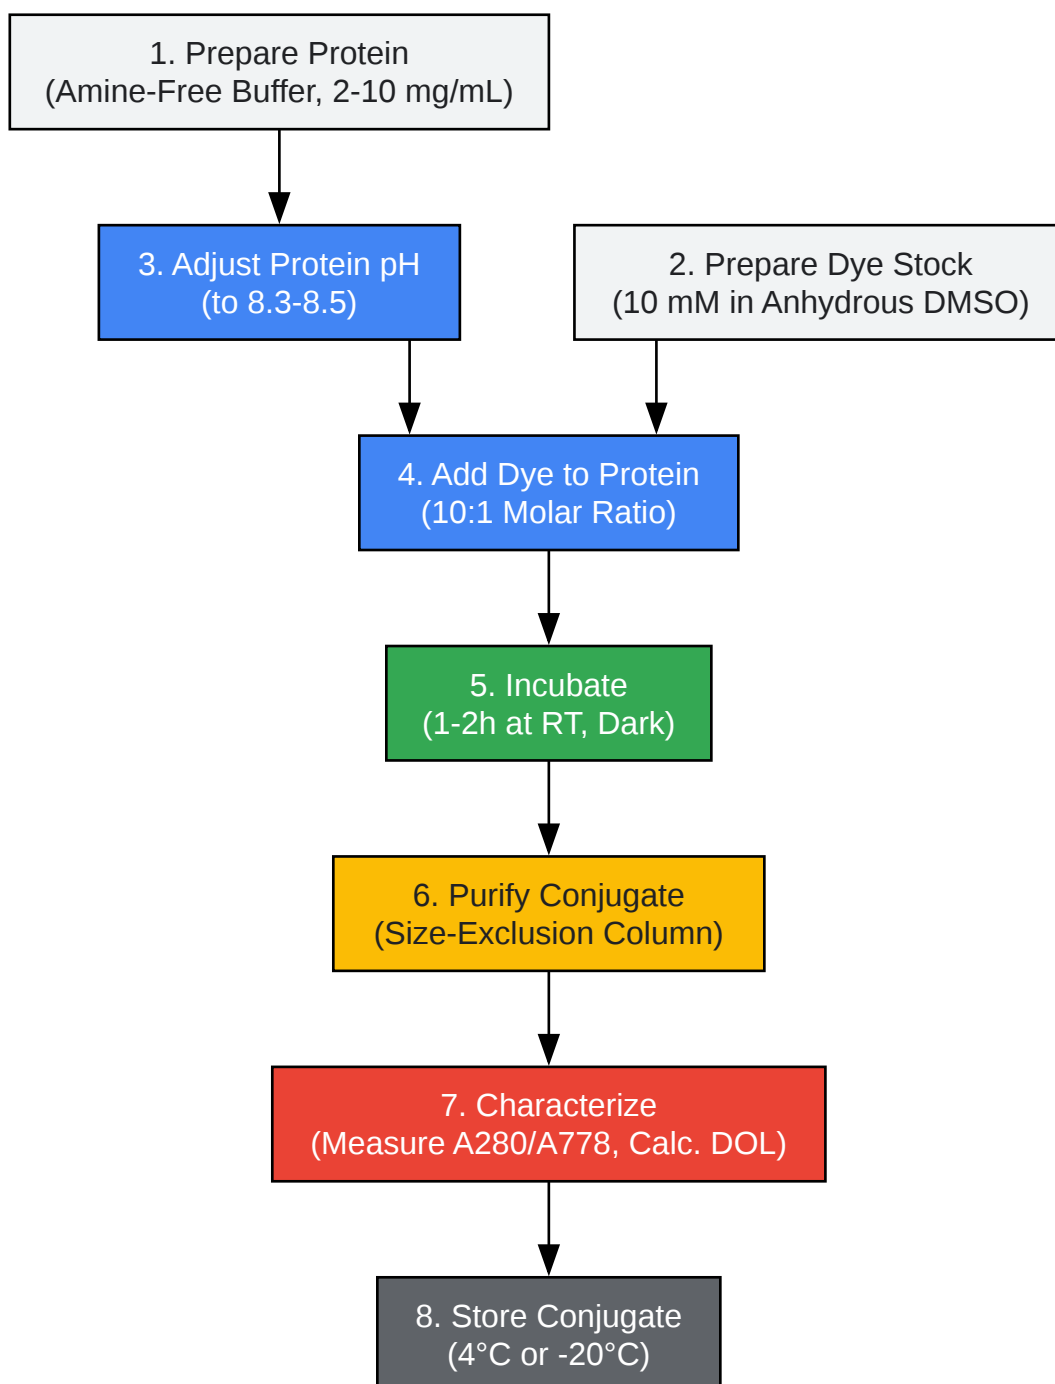 1. Prepare Protein
(Amine-Free Buffer, 2-10 mg/mL)
3. Adjust Protein pH
(to 8.3-8.5)
2. Prepare Dye Stock
(10 mM in Anhydrous DMSO)
4. Add Dye to Protein
(10:1 Molar Ratio)
5. Incubate
(1-2h at RT, Dark)
6. Purify Conjugate
(Size-Exclusion Column)
7. Characterize
(Measure A280/A778, Calc. DOL)
8. Store Conjugate
(4°C or -20°C)